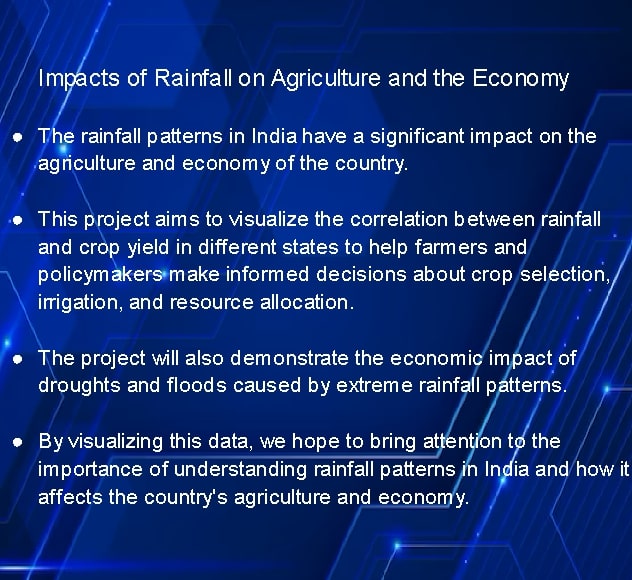 Impacts of Rainfall on Agriculture and the Economy
● The rainfall patterns in India have a significant impact on the
agriculture and economy of the country.
● This project aims to visualize the correlation between rainfall
and crop yield in different states to help farmers and
policymakers make informed decisions about crop selection,
irrigation, and resource allocation.
● The project will also demonstrate the economic impact of
droughts and floods caused by extreme rainfall patterns.
● By visualizing this data, we hope to bring attention to the
importance of understanding rainfall patterns in India and how it
affects the country's agriculture and economy.